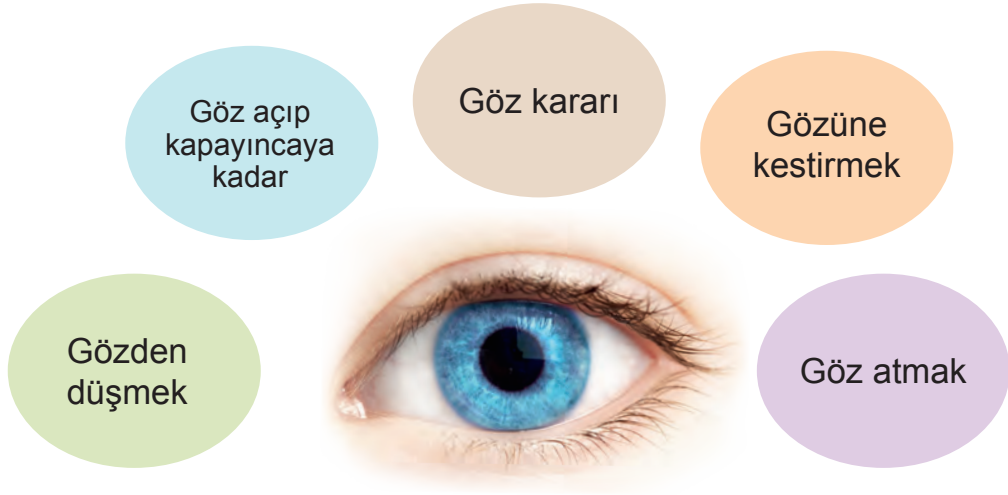 Göz kararı
Göz açıp
kapayıncaya
kadar
Gözüne
kestirmek
Gözden
düşmek
Göz atmak